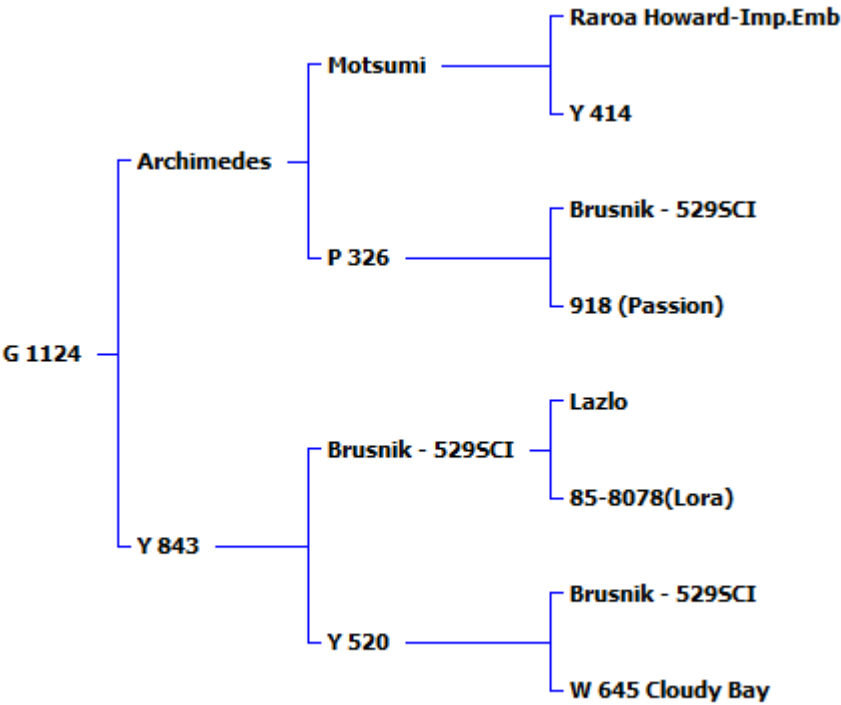 Raroa Howard-Imp.Emb
Motsumi
Y 414
Archimedes
Brusnik - 529SCI
P 326
918 (Passion)
G 1124
Lazlo
Brusnik - 529SCI
85-8078(Lora)
Y 843
Brusnik - 529SCI
Y 520
W 645 Cloudy Bay